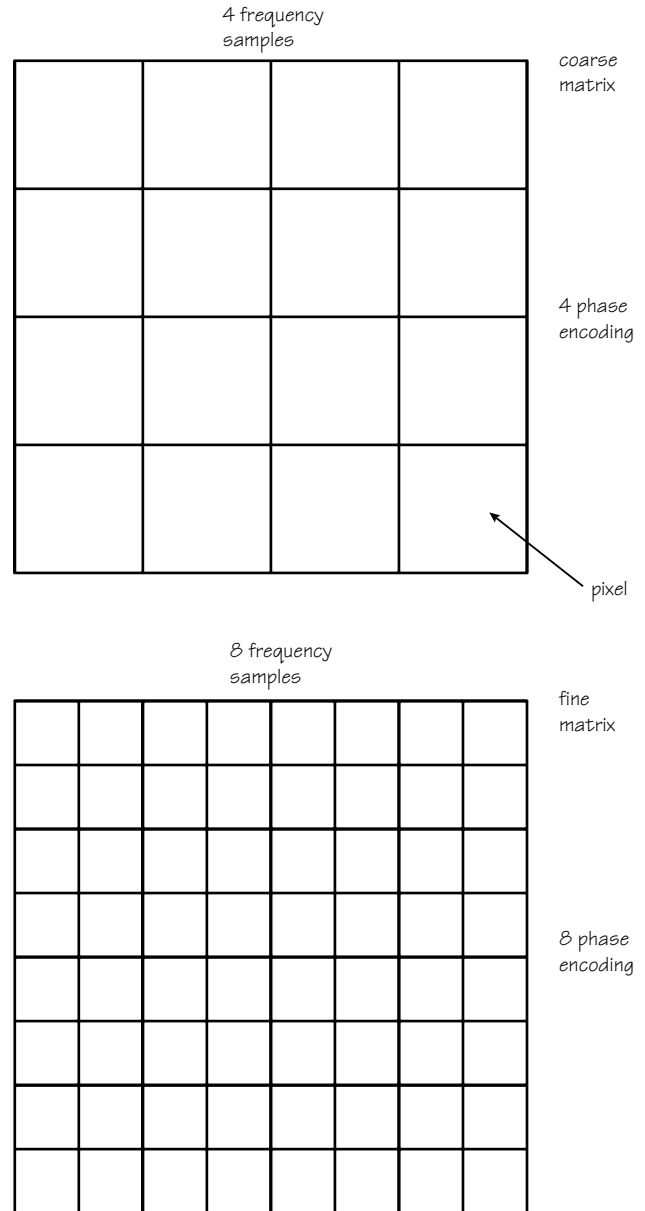 4 frequency
samples
coarse
matrix
4 phase
encoding
pixel
8 frequency
samples
fine
matrix
8 phase
encoding